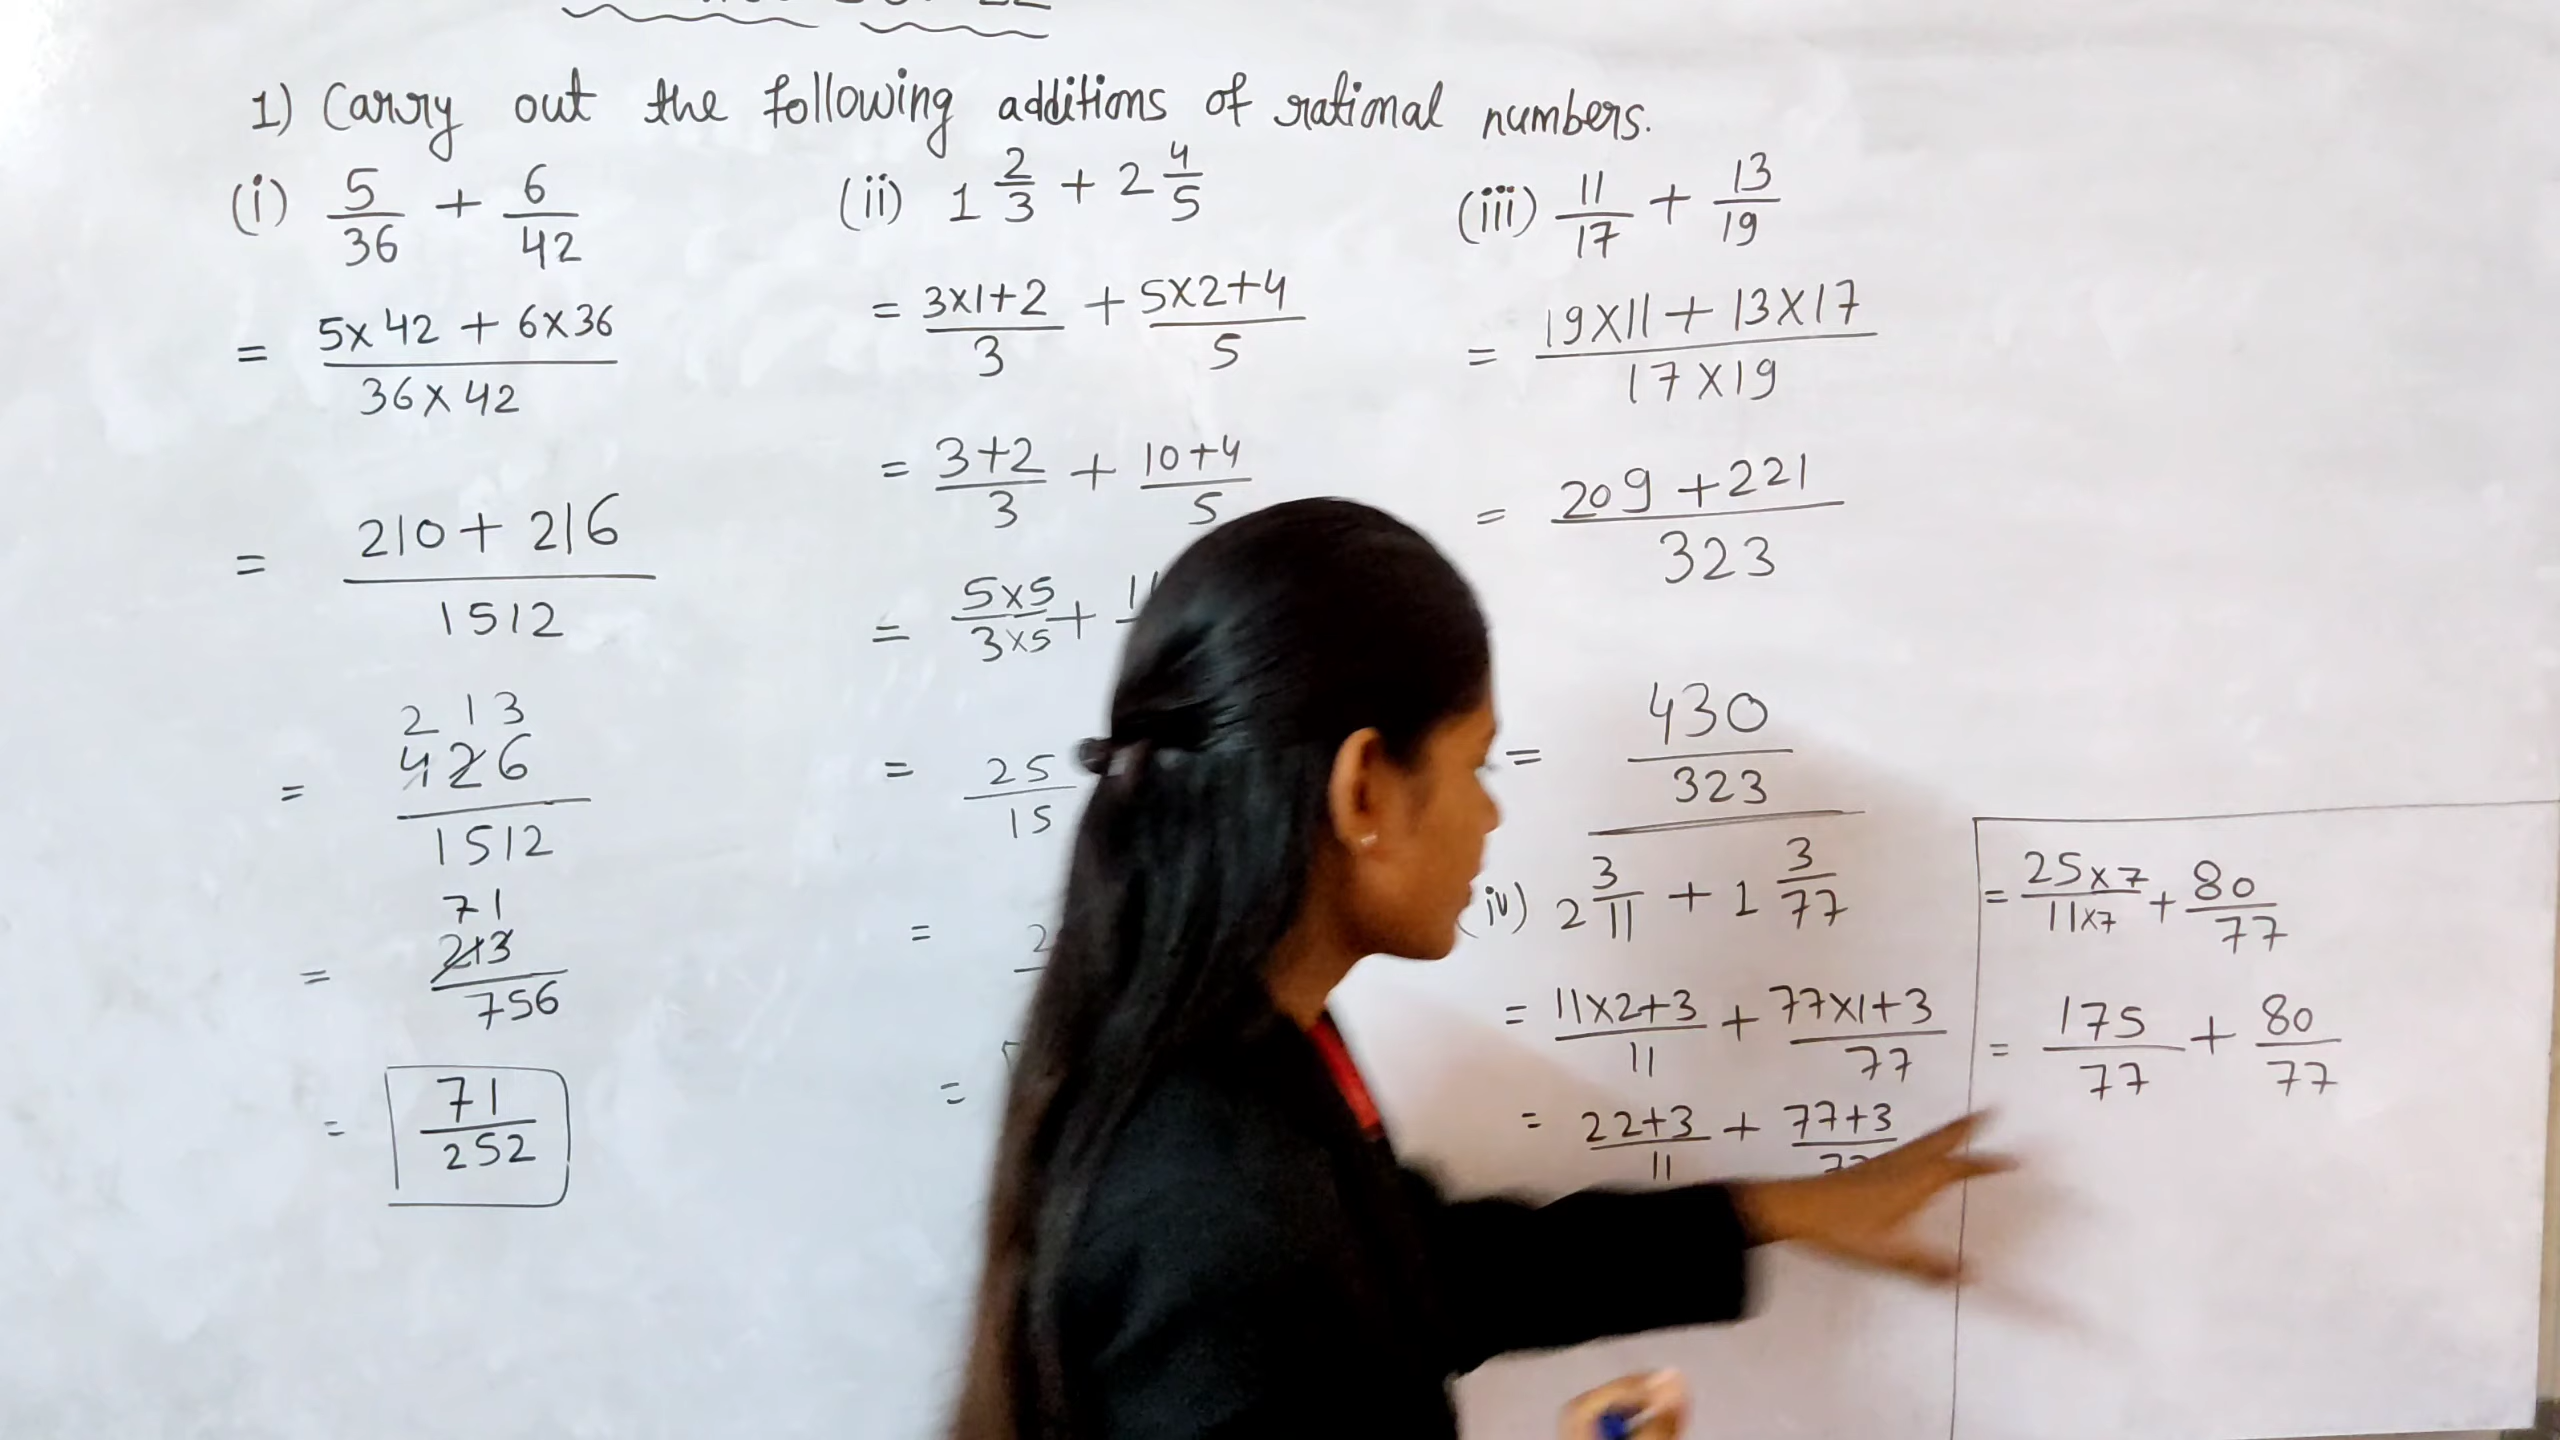 1) Carry out the following additions of rational numbers.
(i) 5/36 + 6/42
= (5x42 + 6x36)/(36x42)
= (210 + 216)/1512
2 13
= 426/1512
71
= 213/756
= 71/252
(ii) 1 2/3 + 2 4/5
= (3x1+2)/3 + (5x2+4)/5
= (3+2)/3 + (10+4)/5
= (5x5)/(3x5) +
= 25/15
=
=
(iii) 11/17 + 13/19
= (19x11 + 13x17)/(17x19)
= (209 + 221)/323
= 430/323
(iv) 2 3/11 + 1 3/77
= (11x2+3)/11 + (77x1+3)/77
= (22+3)/11 + (77+3)/77
= (25x7)/(11x7) + 80/77
= 175/77 + 80/77